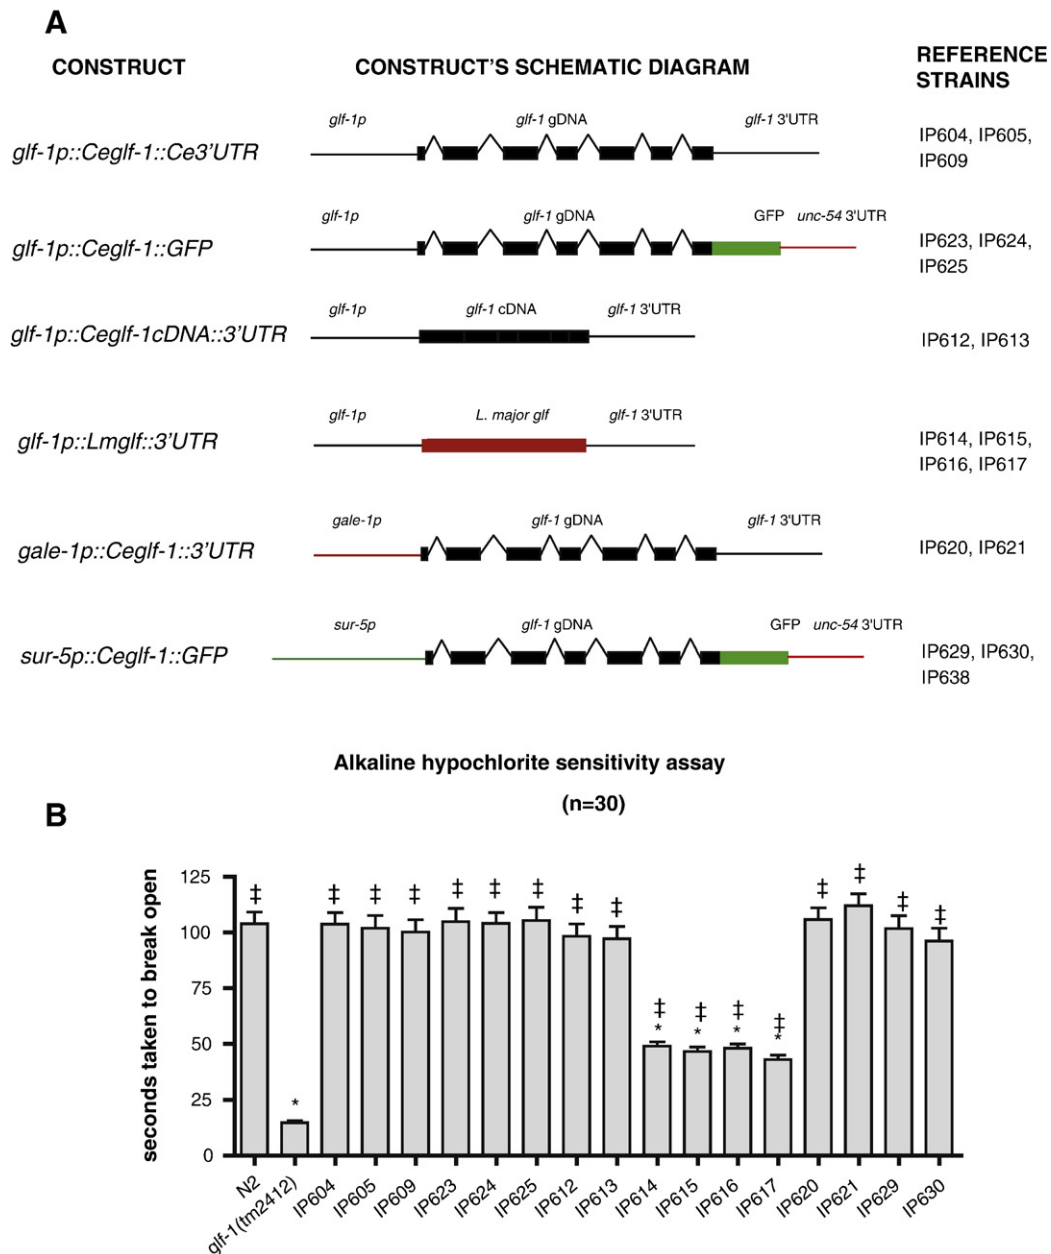 A
CONSTRUCT
CONSTRUCT'S SCHEMATIC DIAGRAM
REFERENCE
STRAINS
glf-1p::Ceglf-1::Ce3'UTR
glf-1p
glf-1 gDNA
glf-1 3'UTR
IP604, IP605,
IP609
glf-1p::Ceglf-1::GFP
glf-1p
glf-1 gDNA
GFP
unc-54 3'UTR
IP623, IP624,
IP625
glf-1p::Ceglf-1cDNA::3'UTR
glf-1p
glf-1 cDNA
glf-1 3'UTR
IP612, IP613
glf-1p::Lmglf::3'UTR
glf-1p
L. major glf
glf-1 3'UTR
IP614, IP615,
IP616, IP617
gale-1p::Ceglf-1::3'UTR
gale-1p
glf-1 gDNA
glf-1 3'UTR
IP620, IP621
sur-5p::Ceglf-1::GFP
sur-5p
glf-1 gDNA
GFP
unc-54 3'UTR
IP629, IP630,
IP638
Alkaline hypochlorite sensitivity assay
(n=30)
B
seconds taken to break open
125
100
75
50
25
0
‡ * ‡ ‡ ‡ ‡ ‡ ‡ ‡ ‡ ‡ ‡ ‡ ‡ ‡ ‡ ‡ ‡
* * * *
N2
glf-1(tm2412)
IP604
IP605
IP609
IP623
IP624
IP625
IP612
IP613
IP614
IP615
IP616
IP617
IP620
IP621
IP629
IP630